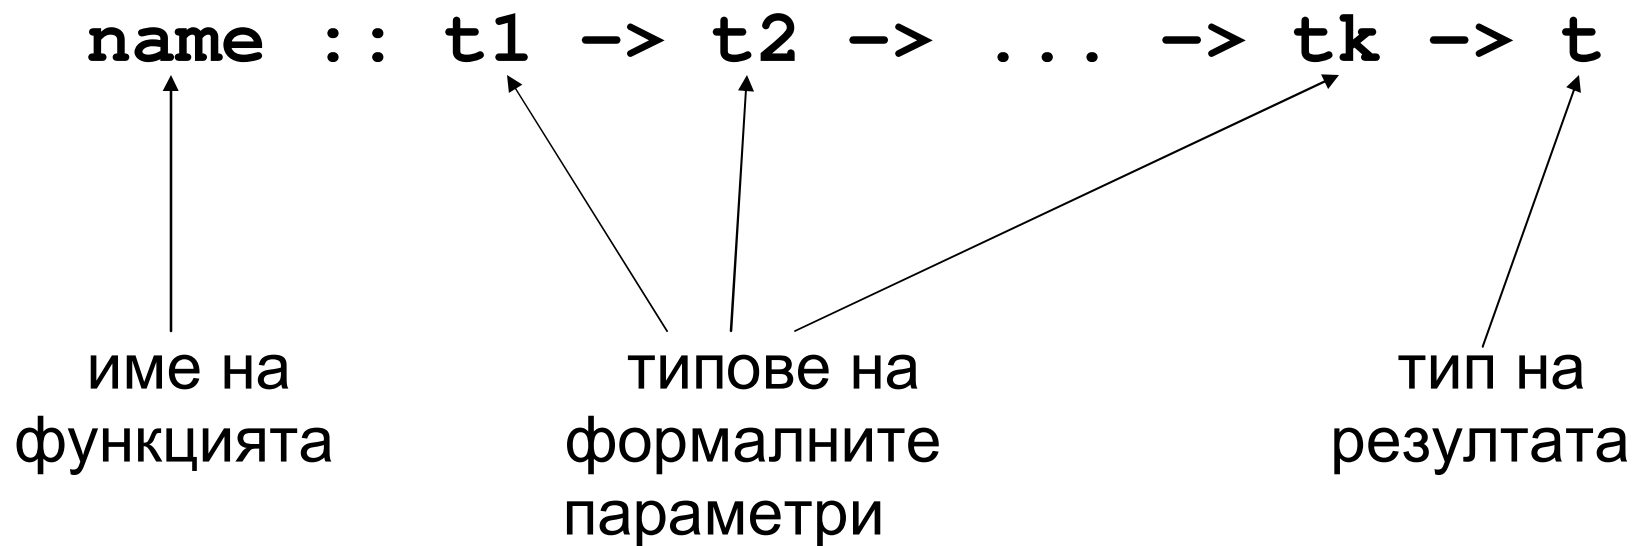 name :: t1 -> t2 -> ... -> tk -> t
име на
функцията
типове на
формалните
параметри
тип на
резултата